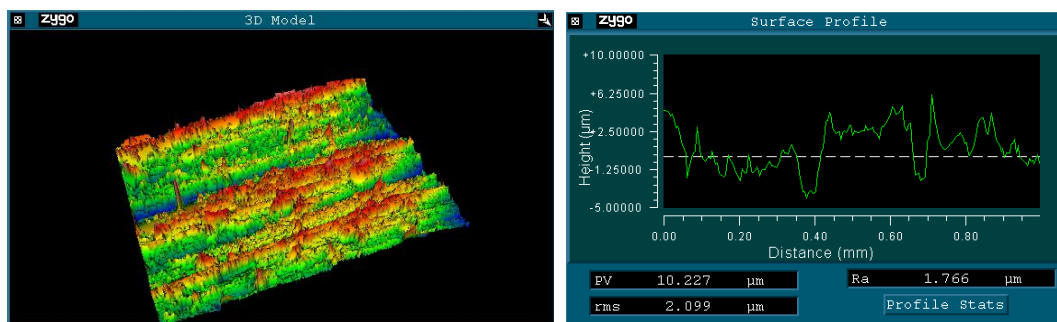 zygo
3D Model
zygo
Surface Profile
+10.00000
+6.25000
+2.50000
-1.25000
-5.00000
Height (µm)
0.00 0.20 0.40 0.60 0.80
Distance (mm)
PV 10.227 µm
Ra 1.766 µm
rms 2.099 µm
Profile Stats